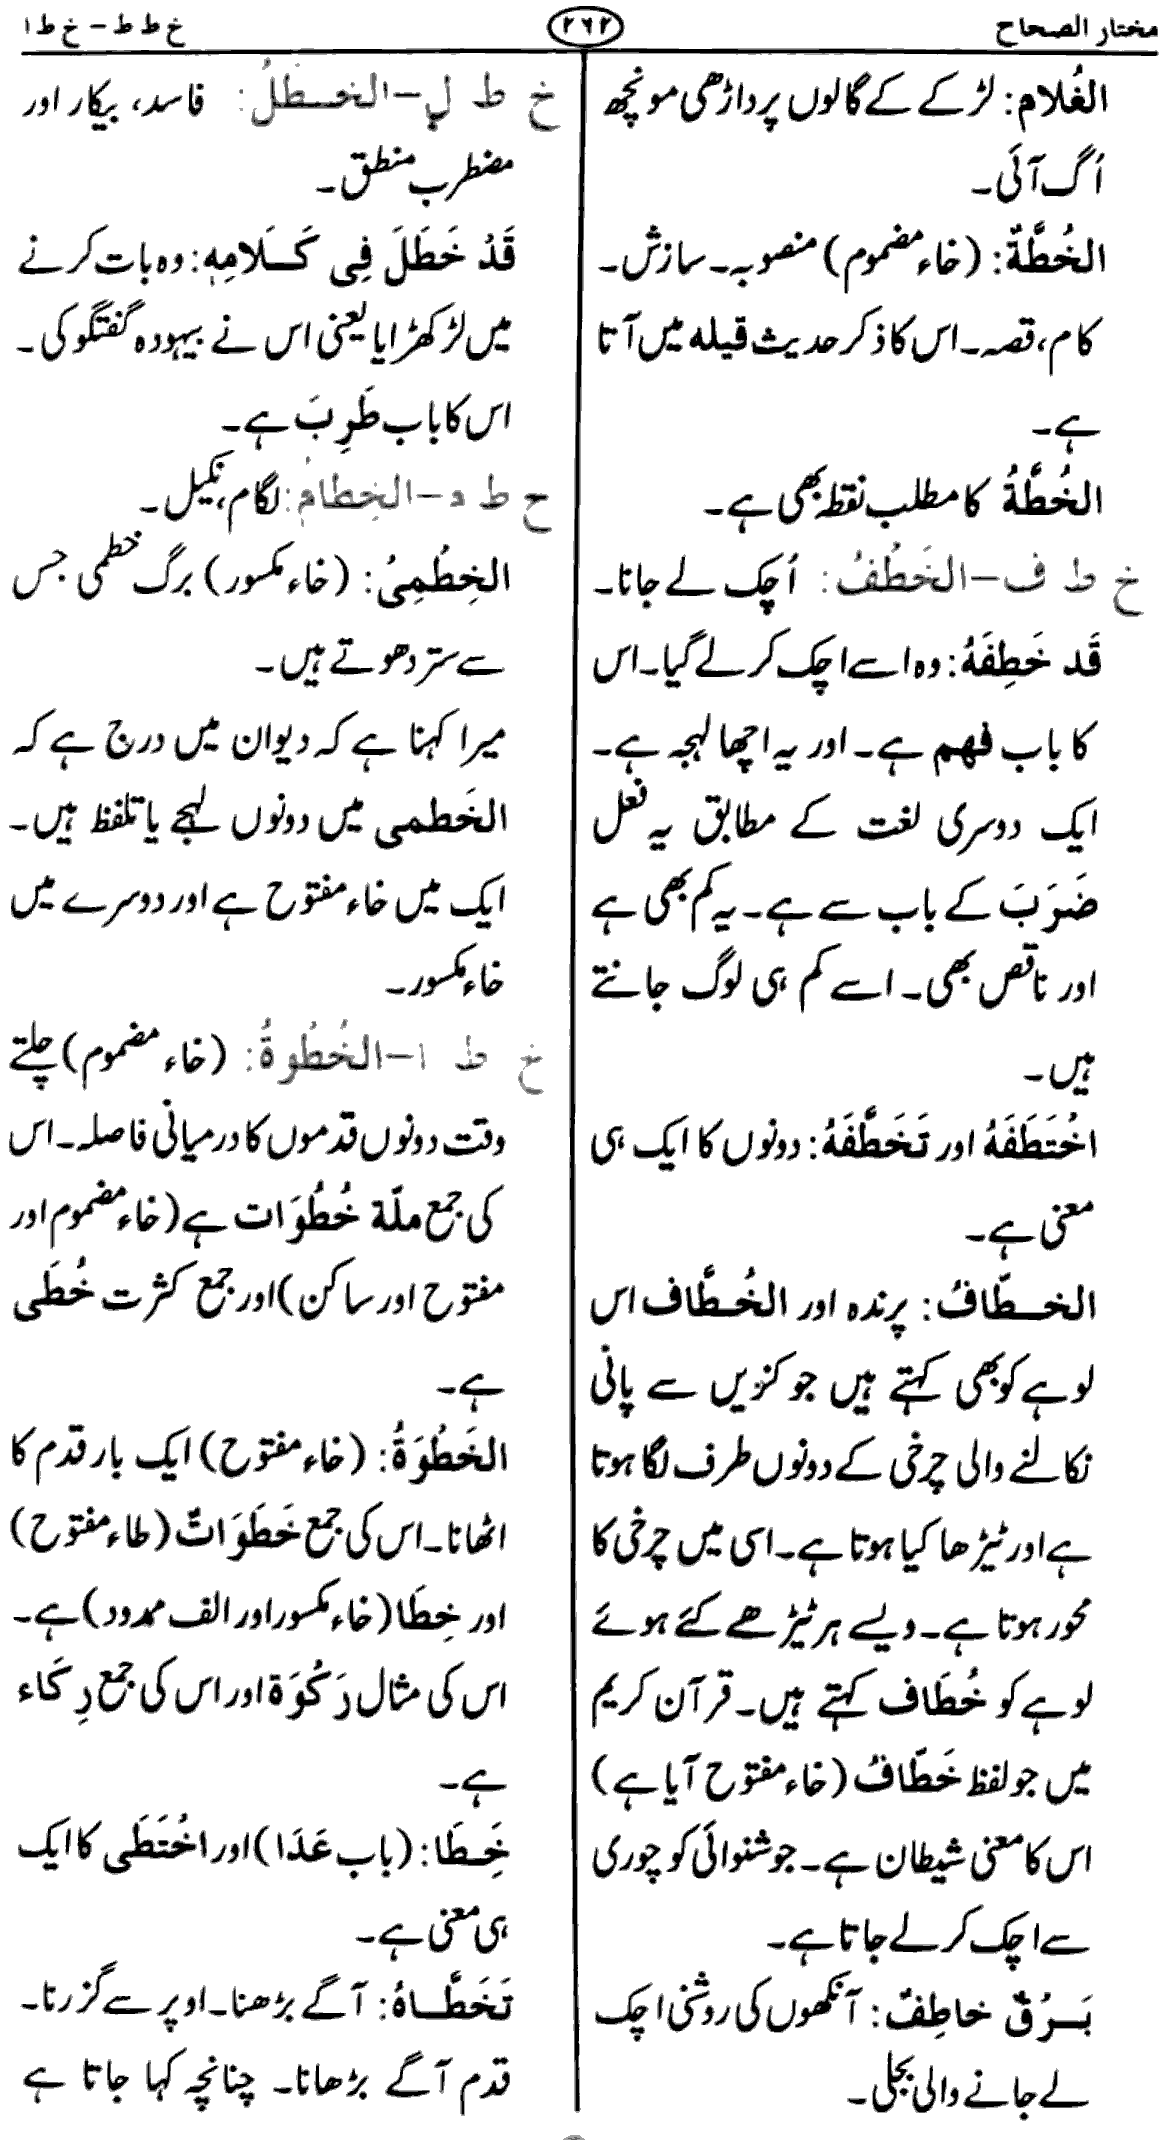 مختار الصحاح ۲۶۲ خ ط ط – خ ط ا
الغُلام: لڑکے کے گالوں پر داڑھی مونچھ
اُگ آئی۔
الخُطَّةٌ: (خاء مضموم) منصوبہ۔ سازش۔
کام، قصہ۔ اس کا ذکر حدیث قیلہ میں آتا
ہے۔
الخُطَّةُ کا مطلب نقطہ بھی ہے۔
خ ط ف – الخَطْفُ: اُچک لے جانا۔
قَد خَطِفَهُ: وہ اسے اچک کر لے گیا۔ اس
کا باب فهم ہے۔ اور یہ اچھا لہجہ ہے۔
ایک دوسری لغت کے مطابق یہ فعل
ضَرَبَ کے باب سے ہے۔ یہ کم بھی ہے
اور ناقص بھی۔ اسے کم ہی لوگ جانتے
ہیں۔
اخْتَطَفَهُ اور تَخَطَّفَهُ: دونوں کا ایک ہی
معنی ہے۔
الخطّافُ: پرندہ اور الخُطَّاف اس
لوہے کو بھی کہتے ہیں جو کنویں سے پانی
نکالنے والی چرخی کے دونوں طرف لگا ہوتا
ہے اور ٹیڑھا کیا ہوتا ہے۔ اسی میں چرخی کا
محور ہوتا ہے۔ ویسے ہر ٹیڑھے کئے ہوئے
لوہے کو خُطَاف کہتے ہیں۔ قرآن کریم
میں جو لفظ خَطّافُ (خاء مفتوح آیا ہے)
اس کا معنی شیطان ہے۔ جو شنوائی کو چوری
سے اچک کر لے جاتا ہے۔
بَرْقٌ خاطِفٌ: آنکھوں کی روشنی اچک
لے جانے والی بجلی۔
خ ط ل – الخطَلُ: فاسد، بیکار اور
مضطرب منطق۔
قَدْ خَطَلَ فِی کَلَامِهٖ: وہ بات کرنے
میں لڑکھڑایا یعنی اس نے بیہودہ گفتگو کی۔
اس کا باب طَرِبَ ہے۔
ح ط د – الخِطامُ: لگام، نکیل۔
الخِطْمِیُ: (خاء مکسور) برگ خطمی جس
سے ستر دھوتے ہیں۔
میرا کہنا ہے کہ دیوان میں درج ہے کہ
الخَطمی میں دونوں لہجے یا تلفظ ہیں۔
ایک میں خاء مفتوح ہے اور دوسرے میں
خاء مکسور۔
خ ط ا – الخُطُوةُ: (خاء مضموم) چلتے
وقت دونوں قدموں کا درمیانی فاصلہ۔ اس
کی جمع ملّة خُطُوَات ہے (خاء مضموم اور
مفتوح اور ساکن) اور جمع کثرت خُطَی
ہے۔
الخَطْوَةُ: (خاء مفتوح) ایک بار قدم کا
اٹھانا۔ اس کی جمع خَطَوَاتٌ (طاء مفتوح)
اور خِطَا (خاء مکسور اور الف ممدود) ہے۔
اس کی مثال رَکْوَة اور اس کی جمع رِکَاء
ہے۔
خَطَا: (باب عَدَا) اور اخْتَطَی کا ایک
ہی معنی ہے۔
تَخَطَّاهُ: آگے بڑھنا۔ اوپر سے گزرنا۔
قدم آگے بڑھانا۔ چنانچہ کہا جاتا ہے